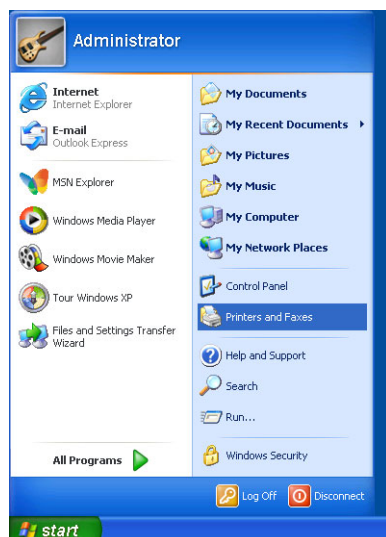 Administrator
Internet
Internet Explorer
E-mail
Outlook Express
MSN Explorer
Windows Media Player
Windows Movie Maker
Tour Windows XP
Files and Settings Transfer
Wizard
All Programs
My Documents
My Recent Documents
My Pictures
My Music
My Computer
My Network Places
Control Panel
Printers and Faxes
Help and Support
Search
Run...
Windows Security
Log Off
Disconnect
start